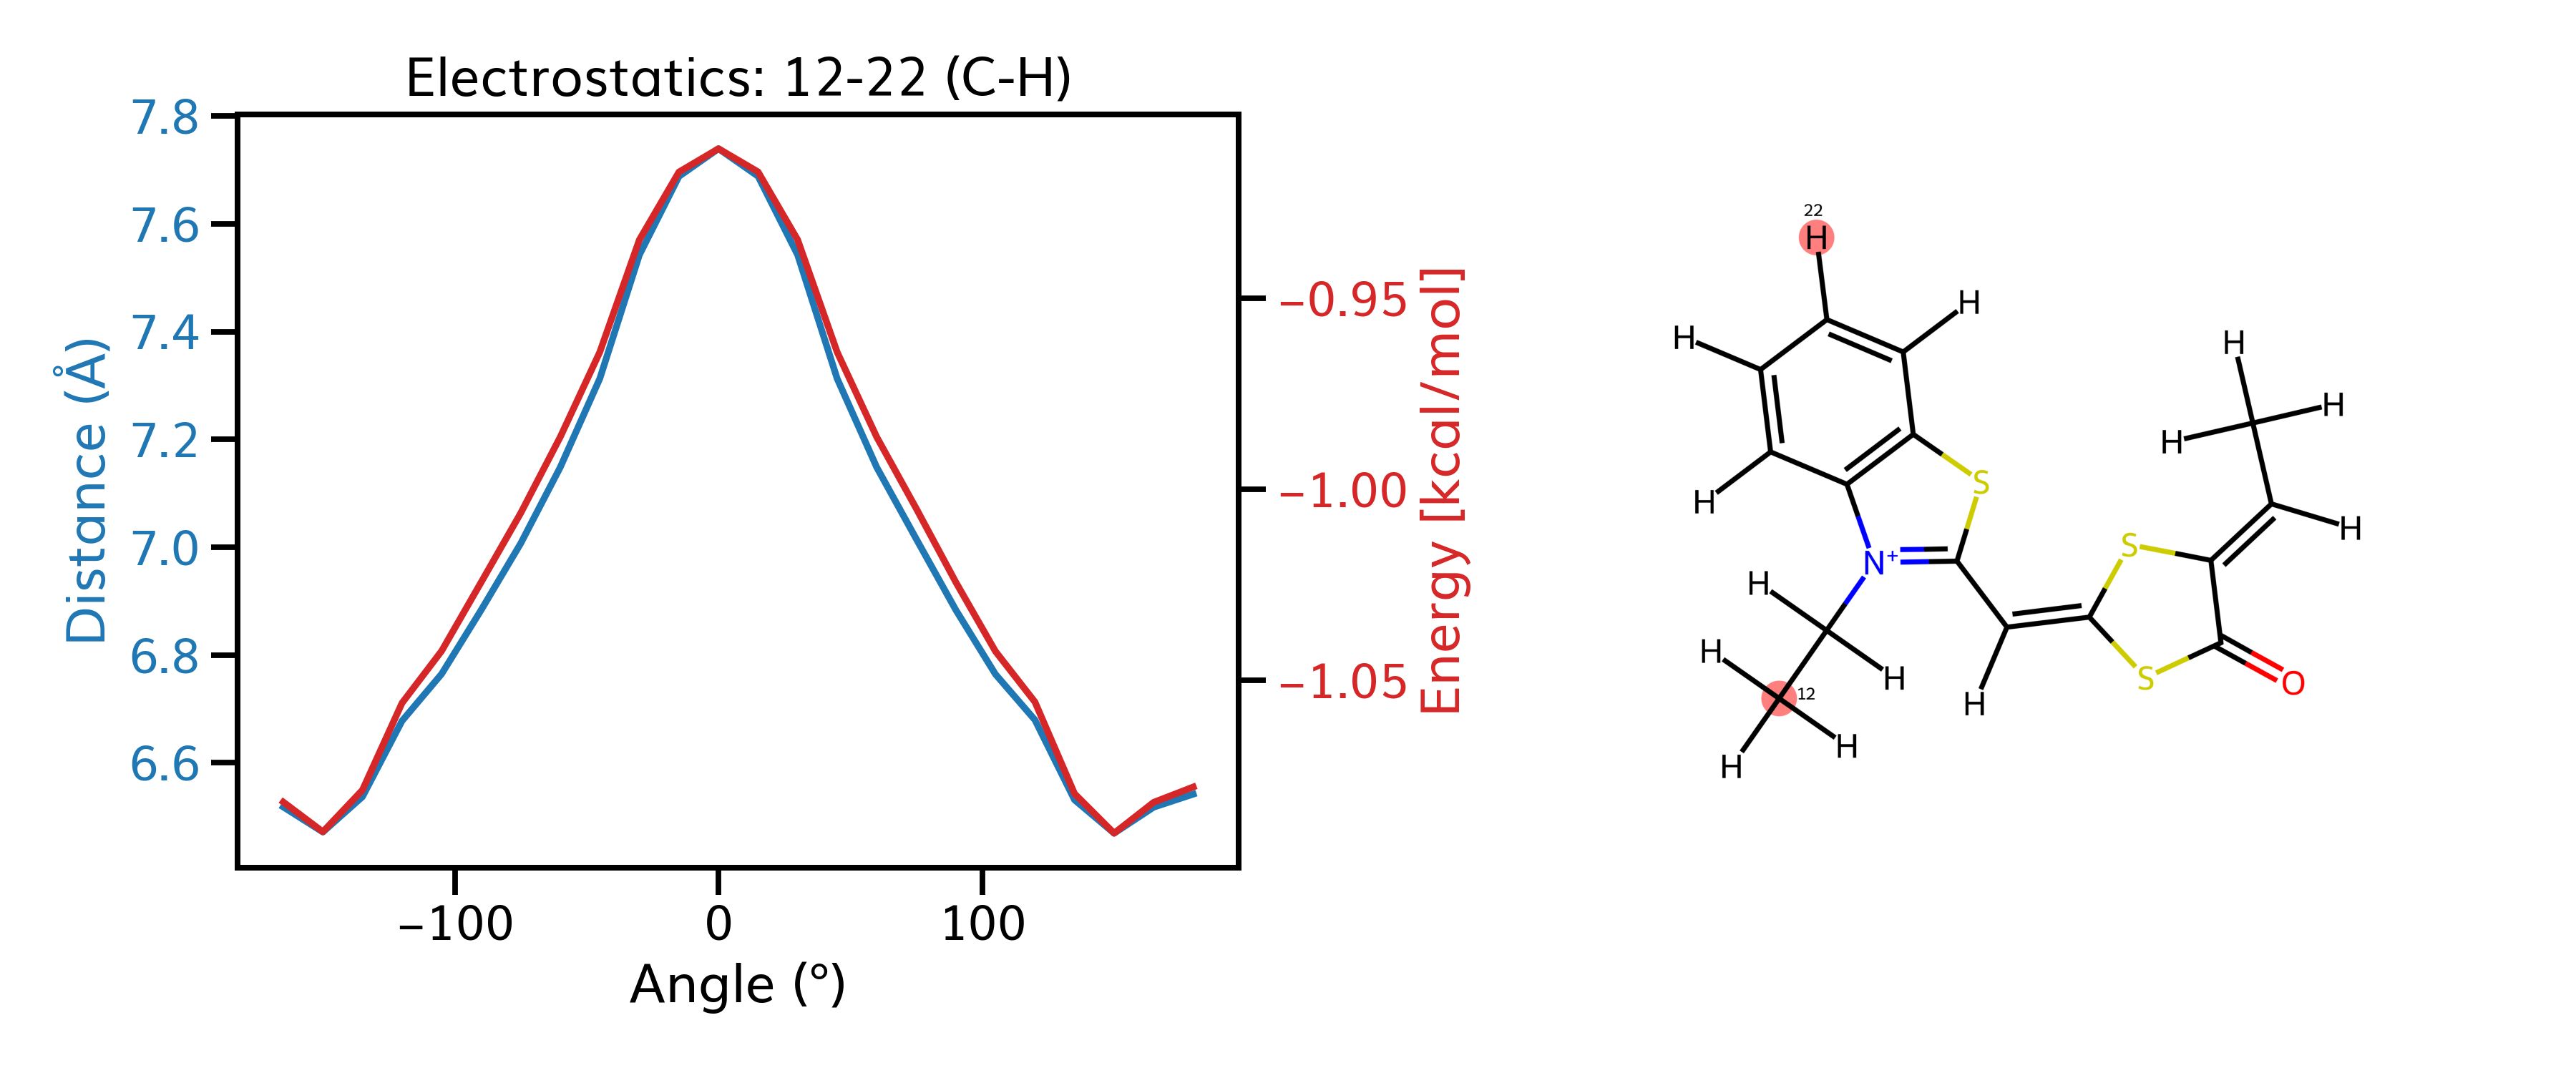 Electrostatics: 12-22 (C-H)
7.8
7.6
7.4
7.2
7.0
6.8
6.6
Distance (Å)
−100
0
100
Angle (°)
−0.95
−1.00
−1.05
Energy [kcal/mol]
22
H
H
H
H
H
H
H
S
H
S
N+
H
H
H
12
H
S
O
H
H
H